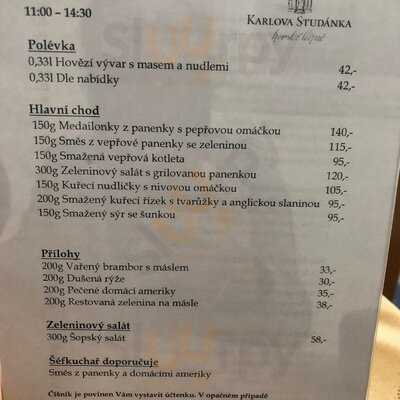 11:00 – 14:30
KARLOVA STUDÁNKA
Polévka
0,33l Hovězí vývar s masem a nudlemi 42,-
0,33l Dle nabídky 42,-
Hlavní chod
150g Medailonky z panenky s pepřovou omáčkou 140,-
150g Směs z vepřové panenky se zeleninou 115,-
150g Smažená vepřová kotleta 95,-
300g Zeleninový salát s grilovanou panenkou 120,-
150g Kuřecí nudličky s nivovou omáčkou 105,-
200g Smažený kuřecí řízek s tvarůžky a anglickou slaninou 95,-
150g Smažený sýr se šunkou 95,-
Přílohy
200g Vařený brambor s máslem 33,-
200g Dušená rýže 30,-
200g Pečené domácí ameriky 35,-
200g Restovaná zelenina na másle 38,-
Zeleninový salát
300g Šopský salát 58,-
Šéfkuchař doporučuje
Směs z panenky a domácími ameriky
Číšník je povinen Vám vystavit účtenku. V opačném případě